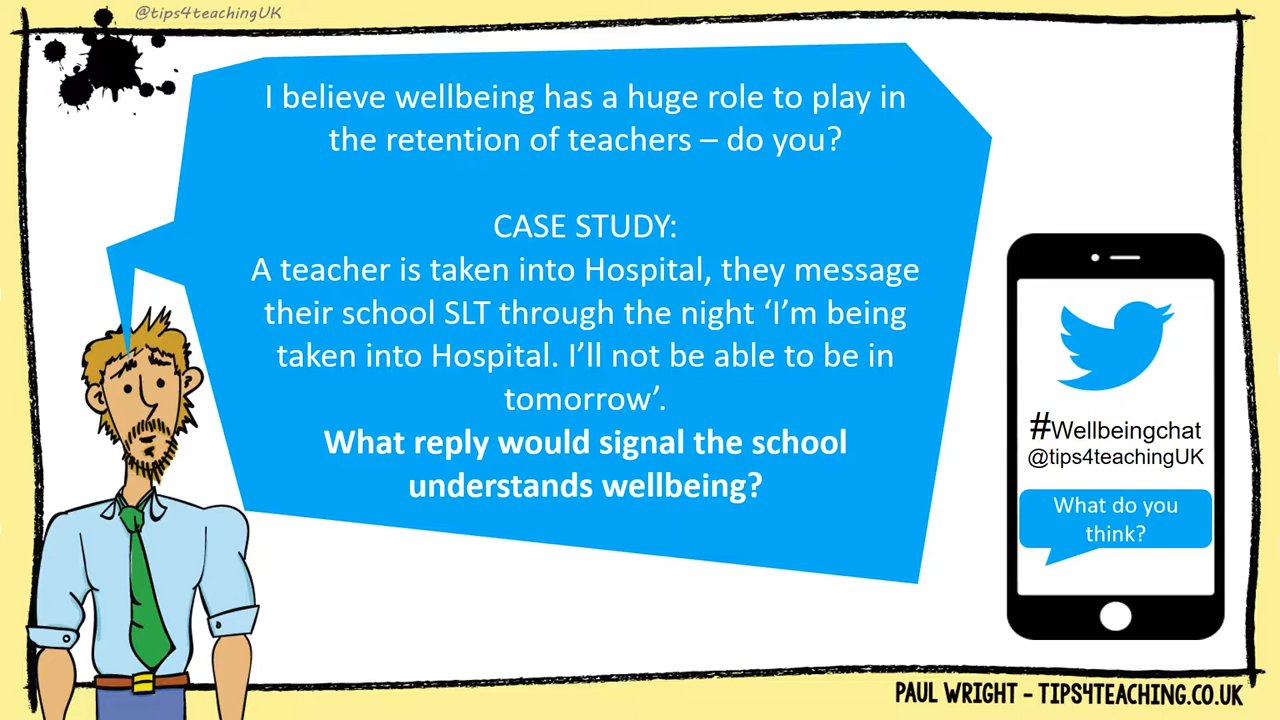 @tips4teachingUK
I believe wellbeing has a huge role to play in
the retention of teachers – do you?
CASE STUDY:
A teacher is taken into Hospital, they message
their school SLT through the night ‘I’m being
taken into Hospital. I’ll not be able to be in
tomorrow’.
What reply would signal the school
understands wellbeing?
#Wellbeingchat
@tips4teachingUK
What do you
think?
PAUL WRIGHT - TIPS4TEACHING.CO.UK